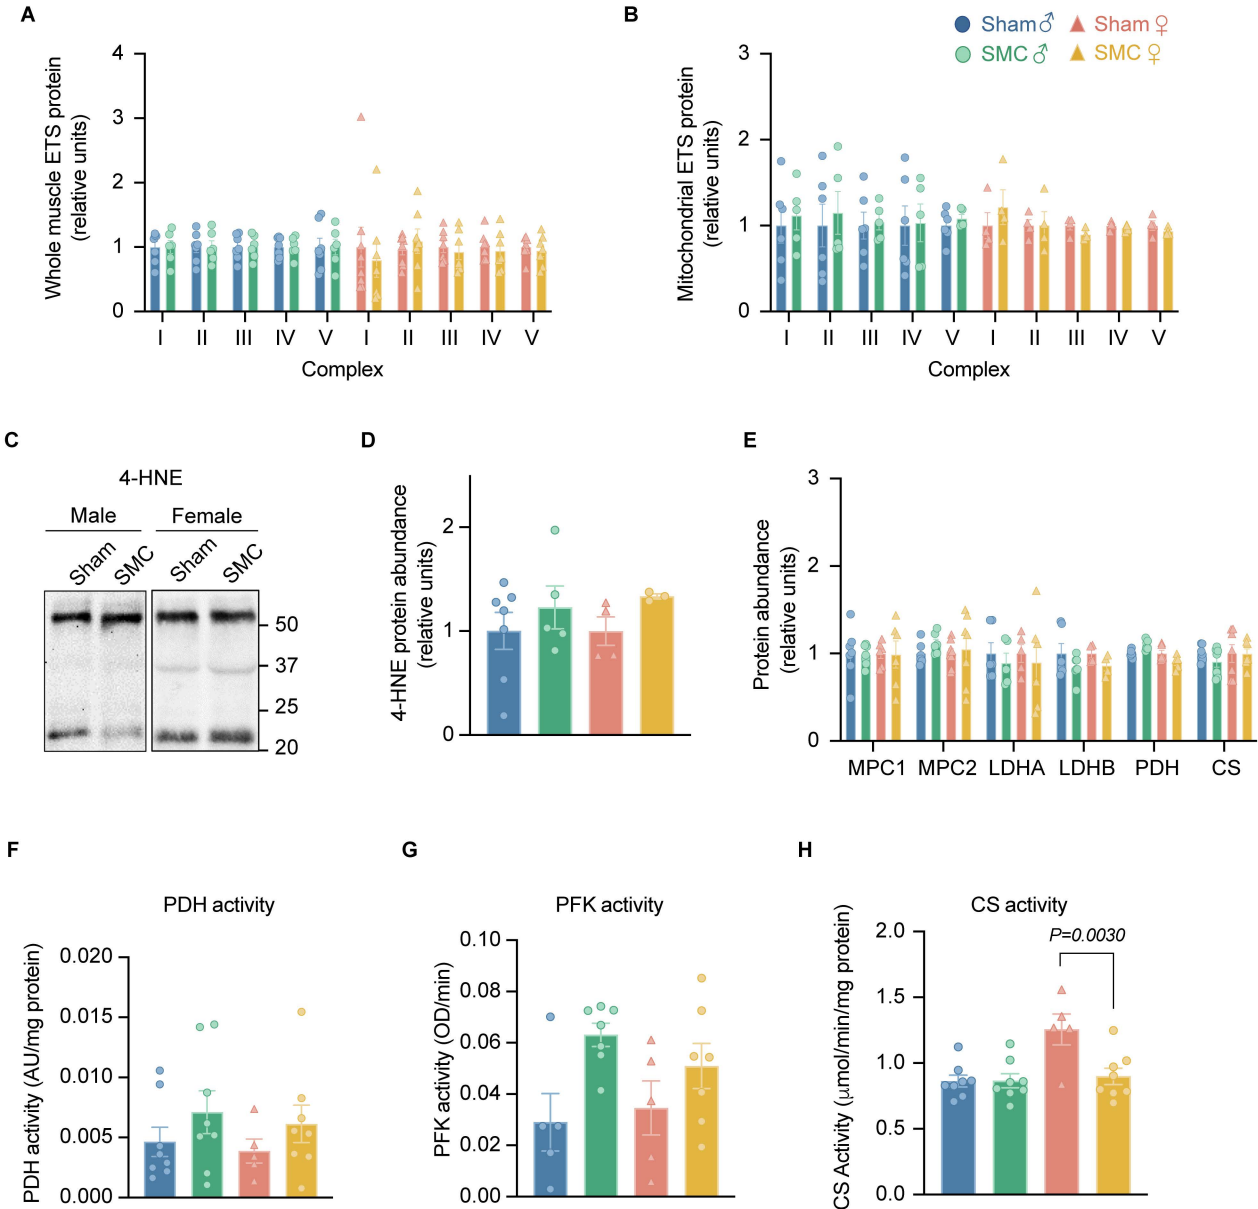 A
Whole muscle ETS protein
(relative units)
4
3
2
1
0
I II III IV V I II III IV V
Complex
B
Sham♂ Sham♀
SMC♂ SMC♀
Mitochondrial ETS protein
(relative units)
3
2
1
0
I II III IV V I II III IV V
Complex
C
4-HNE
Male Female
Sham SMC Sham SMC
50
37
25
20
D
4-HNE protein abundance
(relative units)
2
1
0
E
Protein abundance
(relative units)
3
2
1
0
MPC1 MPC2 LDHA LDHB PDH CS
F
PDH activity
PDH activity (AU/mg protein)
0.020
0.015
0.010
0.005
0.000
G
PFK activity
PFK activity (OD/min)
0.10
0.08
0.06
0.04
0.02
0.00
H
CS activity
CS Activity (μmol/min/mg protein)
P=0.0030
2.0
1.5
1.0
0.5
0.0